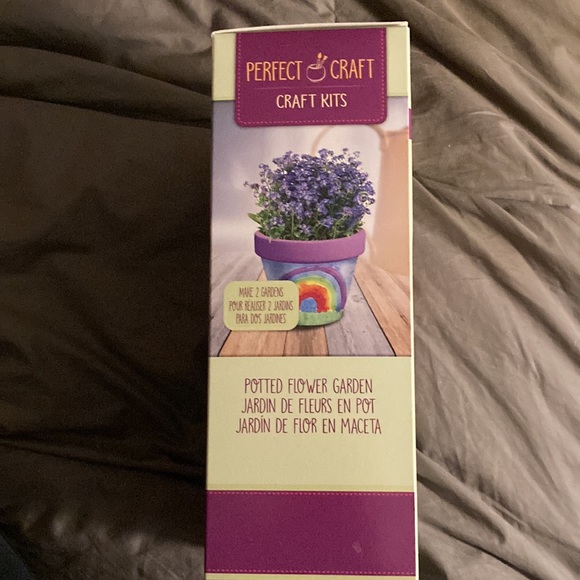 PERFECT CRAFT
CRAFT KITS
MAKE 2 GARDENS
POUR RÉALISER 2 JARDINS
PARA DOS JARDINES
POTTED FLOWER GARDEN
JARDIN DE FLEURS EN POT
JARDÍN DE FLOR EN MACETA